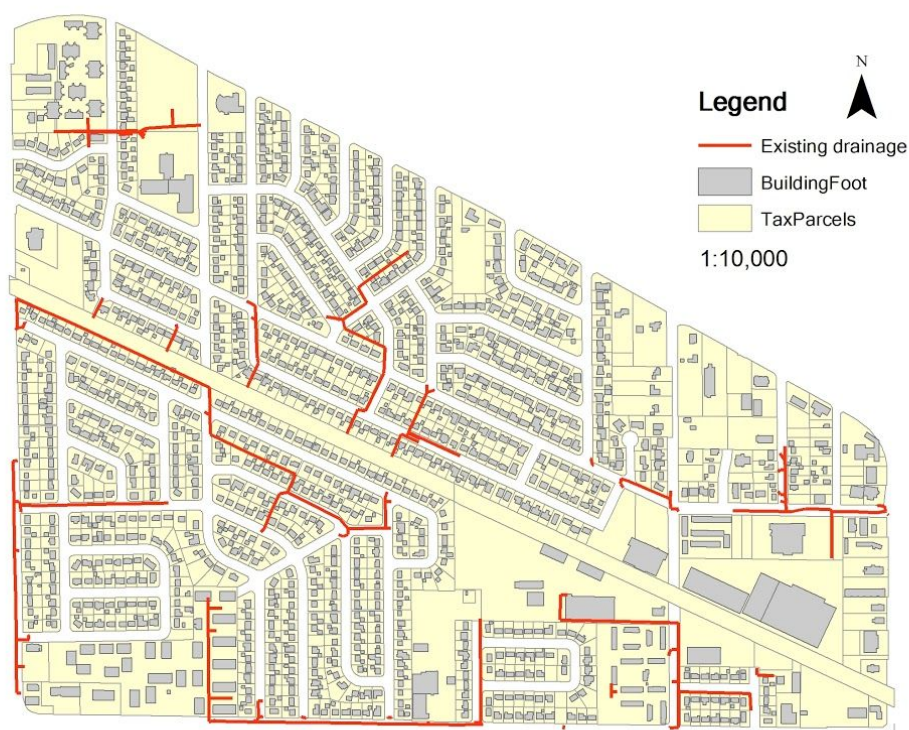 N
Legend
Existing drainage
BuildingFoot
TaxParcels
1:10,000